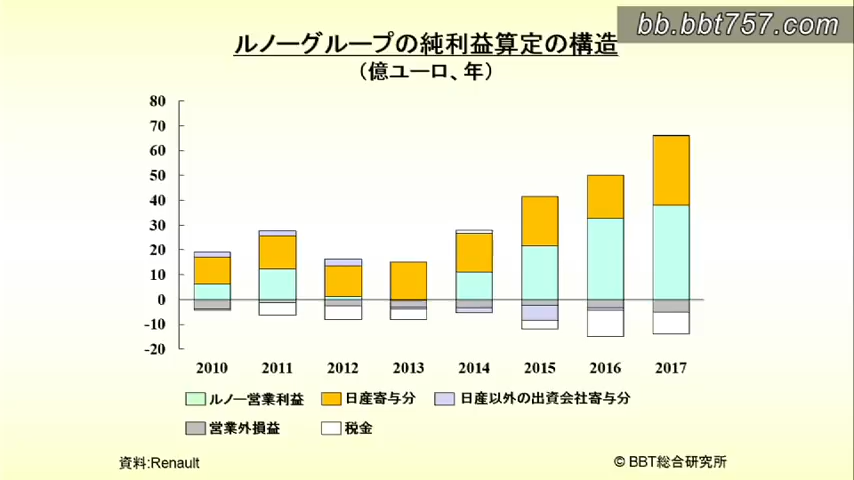 bb.bbt757.com
ルノーグループの純利益算定の構造
（億ユーロ、年）
80
70
60
50
40
30
20
10
0
-10
-20
2010 2011 2012 2013 2014 2015 2016 2017
ルノー営業利益 日産寄与分 日産以外の出資会社寄与分
営業外損益 税金
資料:Renault © BBT総合研究所